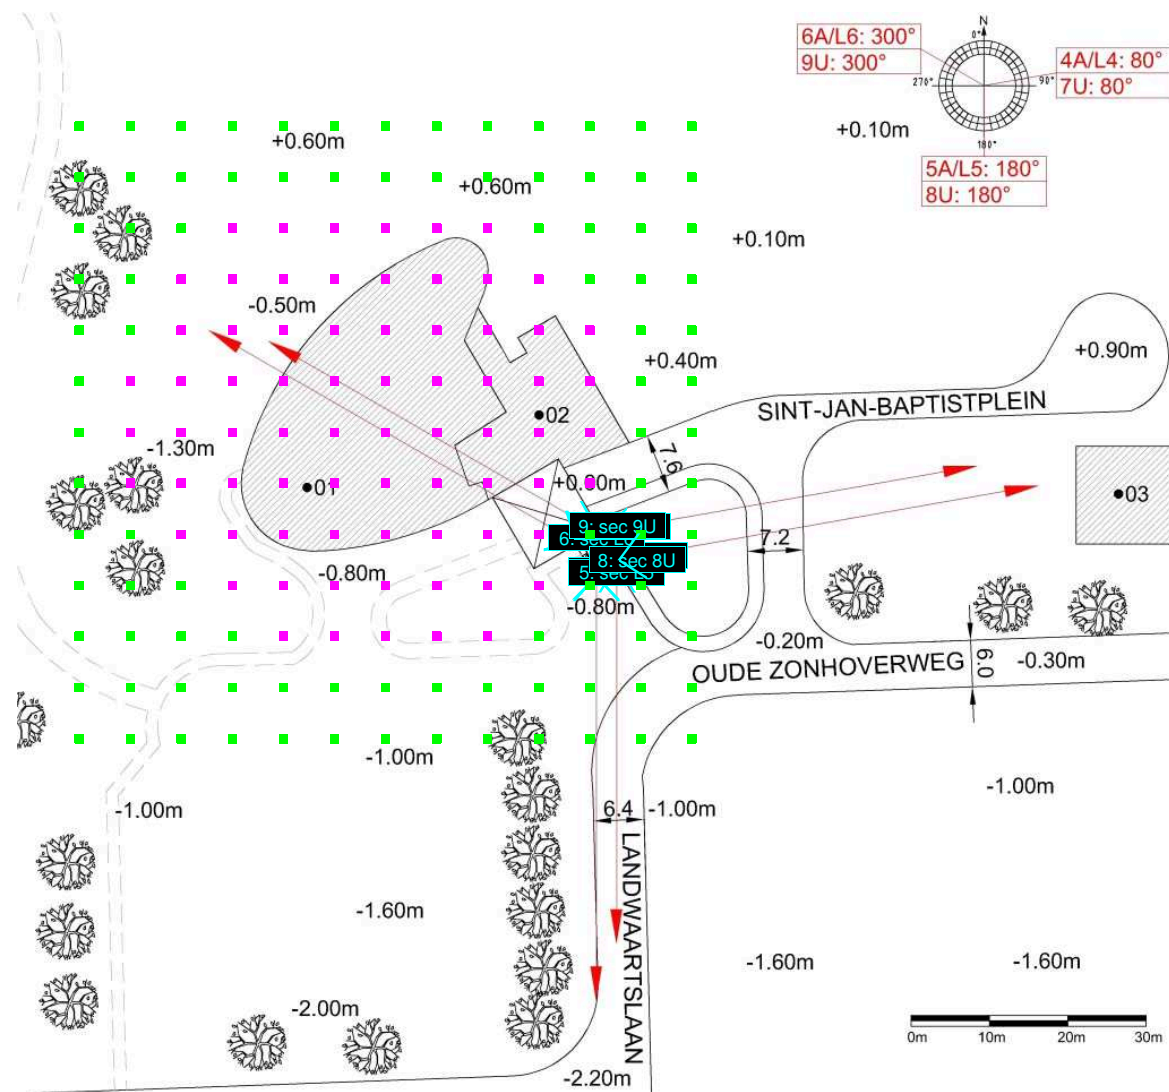 6A/L6: 300°
9U: 300°
N
0°
4A/L4: 80°
7U: 80°
270°
90°
180°
5A/L5: 180°
8U: 180°
+0.60m
+0.10m
+0.60m
+0.10m
-0.50m
+0.40m
+0.90m
SINT-JAN-BAPTISTPLEIN
02
-1.30m
7.6
01
03
9: sec 9U
7.2
8: sec 8U
-0.80m
-0.80m
-0.20m
OUDE ZONHOVERWEG
6.0
-0.30m
-1.00m
-1.00m
-1.00m
6.4
-1.00m
LANDWAARTSLAAN
-1.60m
-1.60m
-1.60m
-2.00m
0m
10m
20m
30m
-2.20m